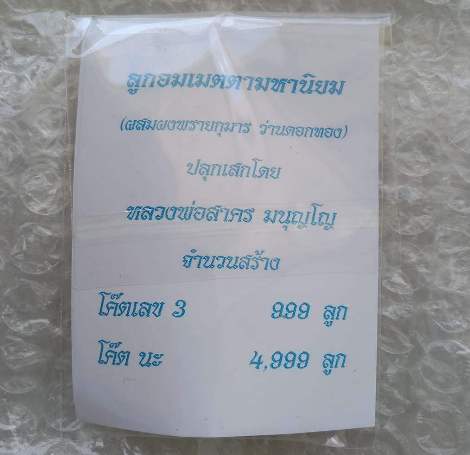 ลูกอมเมตตามหานิยม
(ผสมผงพรายกุมาร ว่านดอกทอง)
ปลุกเสกโดย
หลวงพ่อสาคร มนุญโญ
จำนวนสร้าง
โค๊ตเลข 3 999 ลูก
โค๊ต นะ 4,999 ลูก